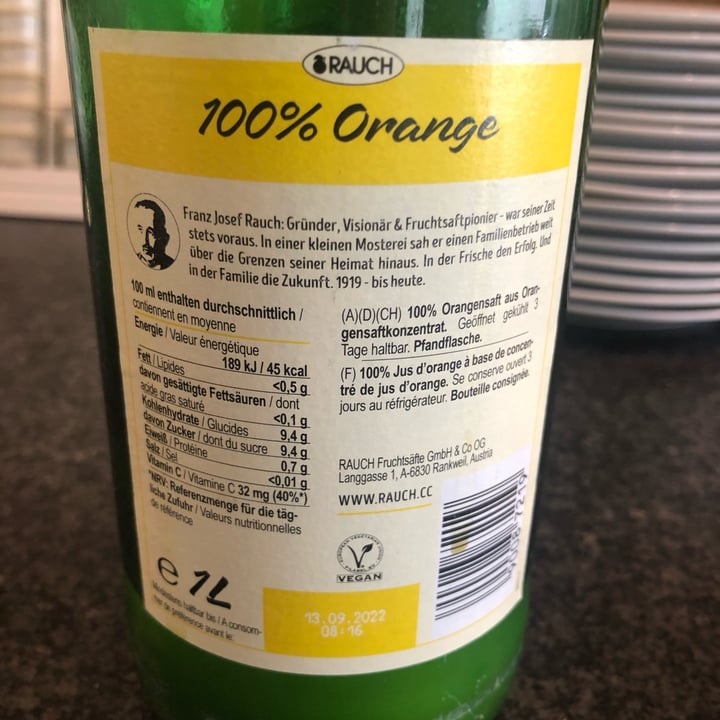 RAUCH
100% Orange
Franz Josef Rauch: Gründer, Visionär & Fruchtsaftpionier - war seiner Zeit
stets voraus. In einer kleinen Mosterei sah er einen Familienbetrieb weit
über die Grenzen seiner Heimat hinaus. In der Frische den Erfolg. Und
in der Familie die Zukunft. 1919 - bis heute.
100 ml enthalten durchschnittlich /
contiennent en moyenne
Energie / Valeur énergétique
189 kJ / 45 kcal
Fett / Lipides
<0,5 g
davon gesättigte Fettsäuren / dont
acide gras saturé
<0,1 g
Kohlenhydrate / Glucides
9,4 g
davon Zucker / dont du sucre 9,4 g
Eiweiß / Protéine
0,7 g
Salz / Sel
<0,01 g
Vitamin C / Vitamine C 32 mg (40%*)
*NRV: Referenzmenge für die täg-
liche Zufuhr / Valeurs nutritionnelles
de référence
(A)(D)(CH) 100% Orangensaft aus Oran-
gensaftkonzentrat. Geöffnet gekühlt 3
Tage haltbar. Pfandflasche.
(F) 100% Jus d'orange à base de concen-
tré de jus d'orange. Se conserve ouvert 3
jours au réfrigérateur. Bouteille consignée.
RAUCH Fruchtsäfte GmbH & Co OG
Langgasse 1, A-6830 Rankweil, Austria
WWW.RAUCH.CC
VEGAN
e 1L
Mindestens haltbar bis / A consom-
mer de préférence avant le:
13.09.2022
08:16